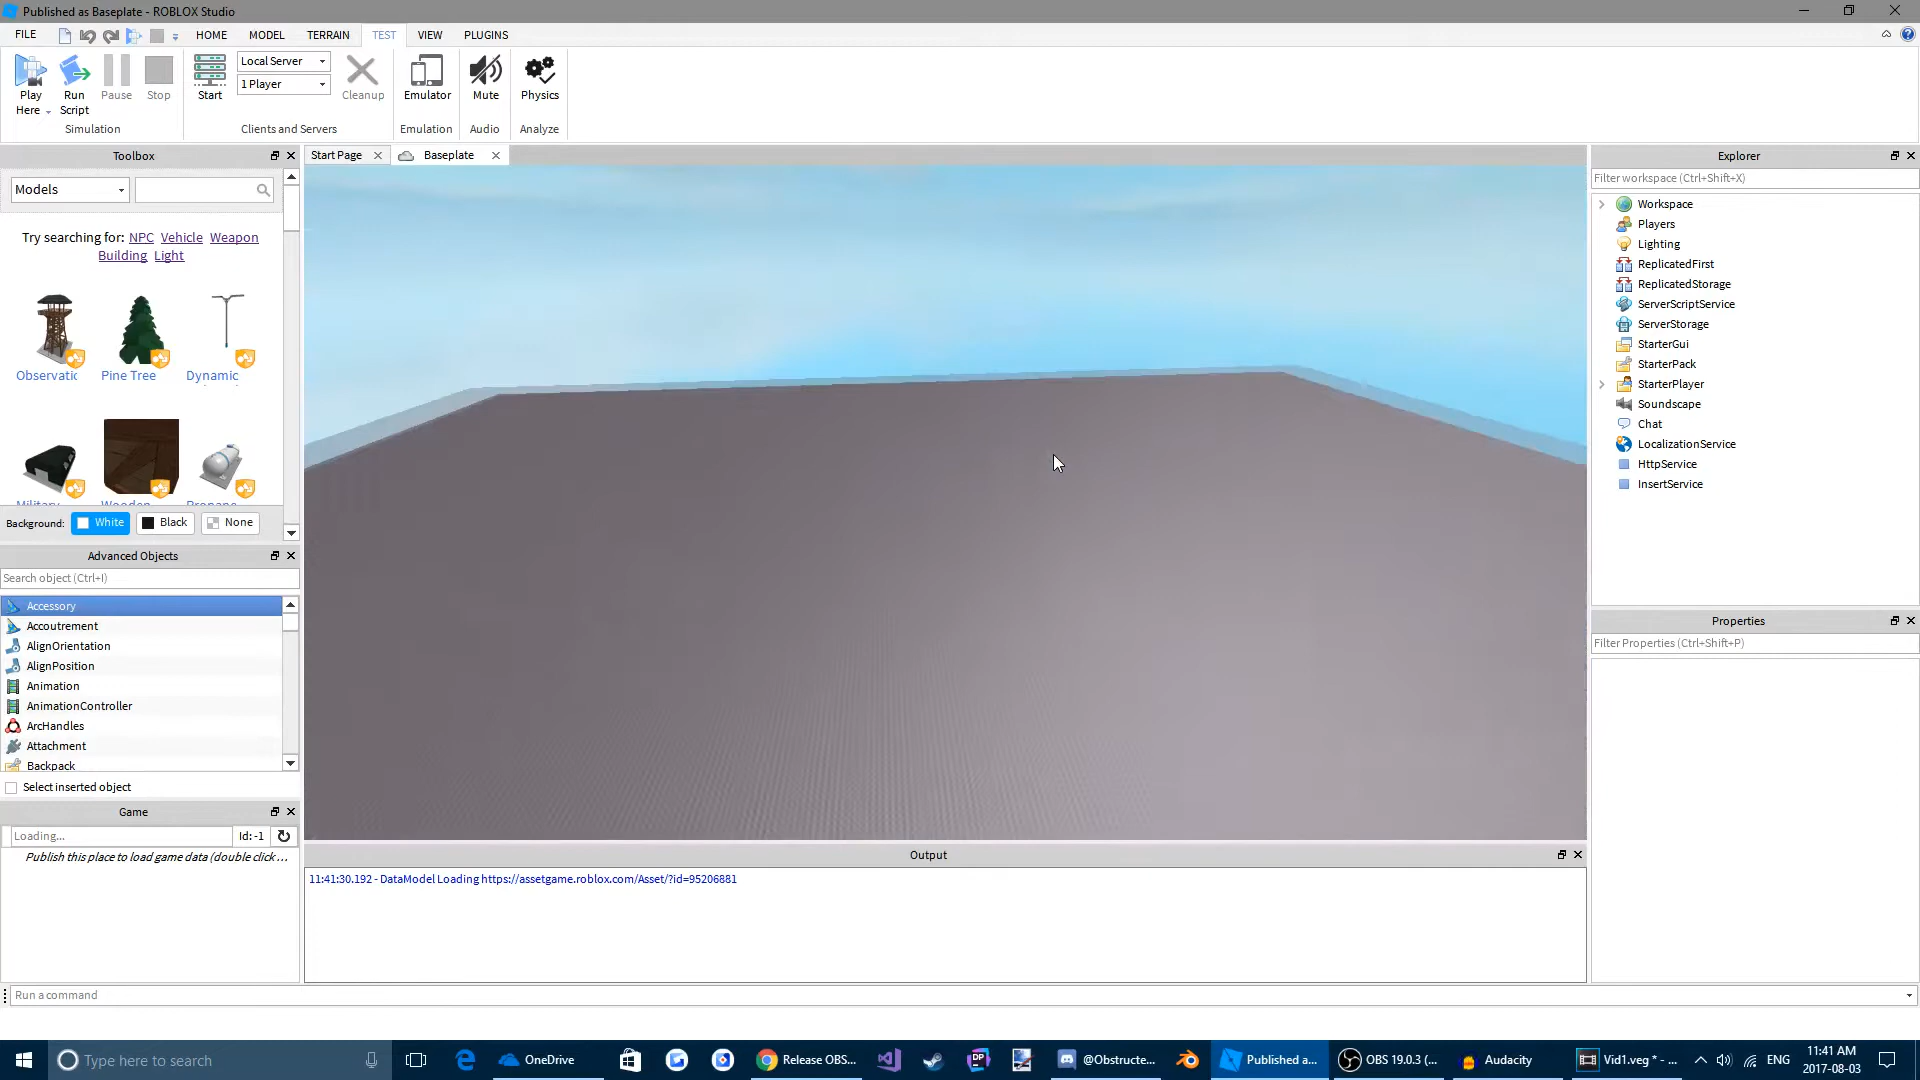 Published as Baseplate - ROBLOX Studio
FILE
HOME
MODEL
TERRAIN
TEST
VIEW
PLUGINS
Play Here
Run Script
Pause
Stop
Simulation
Start
Local Server
1 Player
Cleanup
Clients and Servers
Emulator
Emulation
Mute
Audio
Physics
Analyze
Toolbox
Models
Try searching for: NPC Vehicle Weapon
Building Light
Observatic
Pine Tree
Dynamic
Military
Wooden
Propane
Background: White Black None
Advanced Objects
Search object (Ctrl+I)
Accessory
Accoutrement
AlignOrientation
AlignPosition
Animation
AnimationController
ArcHandles
Attachment
Backpack
Select inserted object
Game
Loading...
Id: -1
Publish this place to load game data (double click ...
Start Page
Baseplate
Output
11:41:30.192 - DataModel Loading https://assetgame.roblox.com/Asset/?id=95206881
Explorer
Filter workspace (Ctrl+Shift+X)
Workspace
Players
Lighting
ReplicatedFirst
ReplicatedStorage
ServerScriptService
ServerStorage
StarterGui
StarterPack
StarterPlayer
Soundscape
Chat
LocalizationService
HttpService
InsertService
Properties
Filter Properties (Ctrl+Shift+P)
Run a command
Type here to search
OneDrive
Release OBS...
DP
@Obstructe...
Published a...
OBS 19.0.3 (...
Audacity
Vid1.veg * - ...
ENG
11:41 AM
2017-08-03